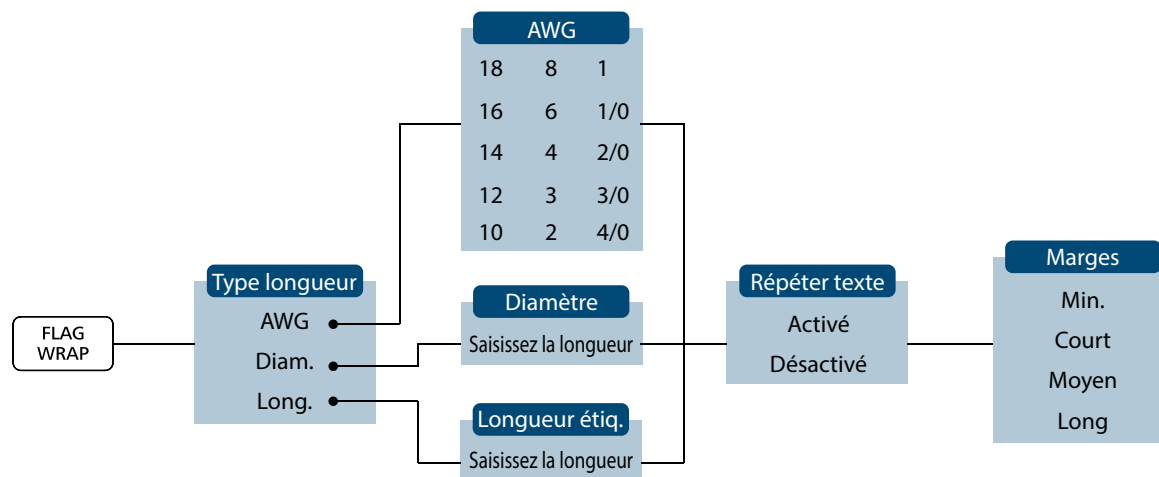 FLAG
WRAP
Type longueur
AWG
Diam.
Long.
AWG
18 8 1
16 6 1/0
14 4 2/0
12 3 3/0
10 2 4/0
Diamètre
Saisissez la longueur
Longueur étiq.
Saisissez la longueur
Répéter texte
Activé
Désactivé
Marges
Min.
Court
Moyen
Long